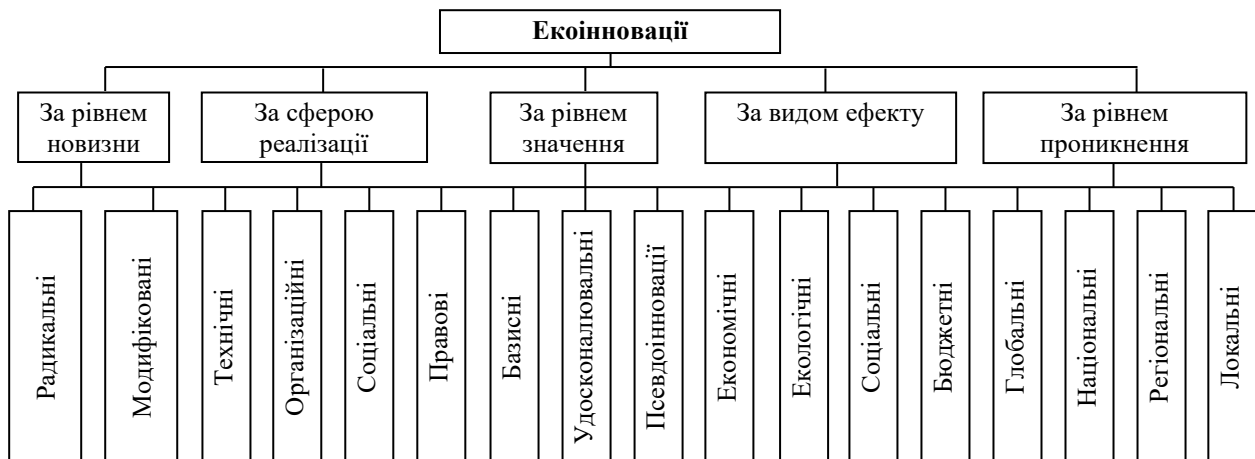 Екоінновації
За рівнем
новизни
За сферою
реалізації
За рівнем
значення
За видом ефекту
За рівнем
проникнення
Радикальні
Модифіковані
Технічні
Організаційні
Соціальні
Правові
Базисні
Удосконалювальні
Псевдоінновації
Економічні
Екологічні
Соціальні
Бюджетні
Глобальні
Національні
Регіональні
Локальні